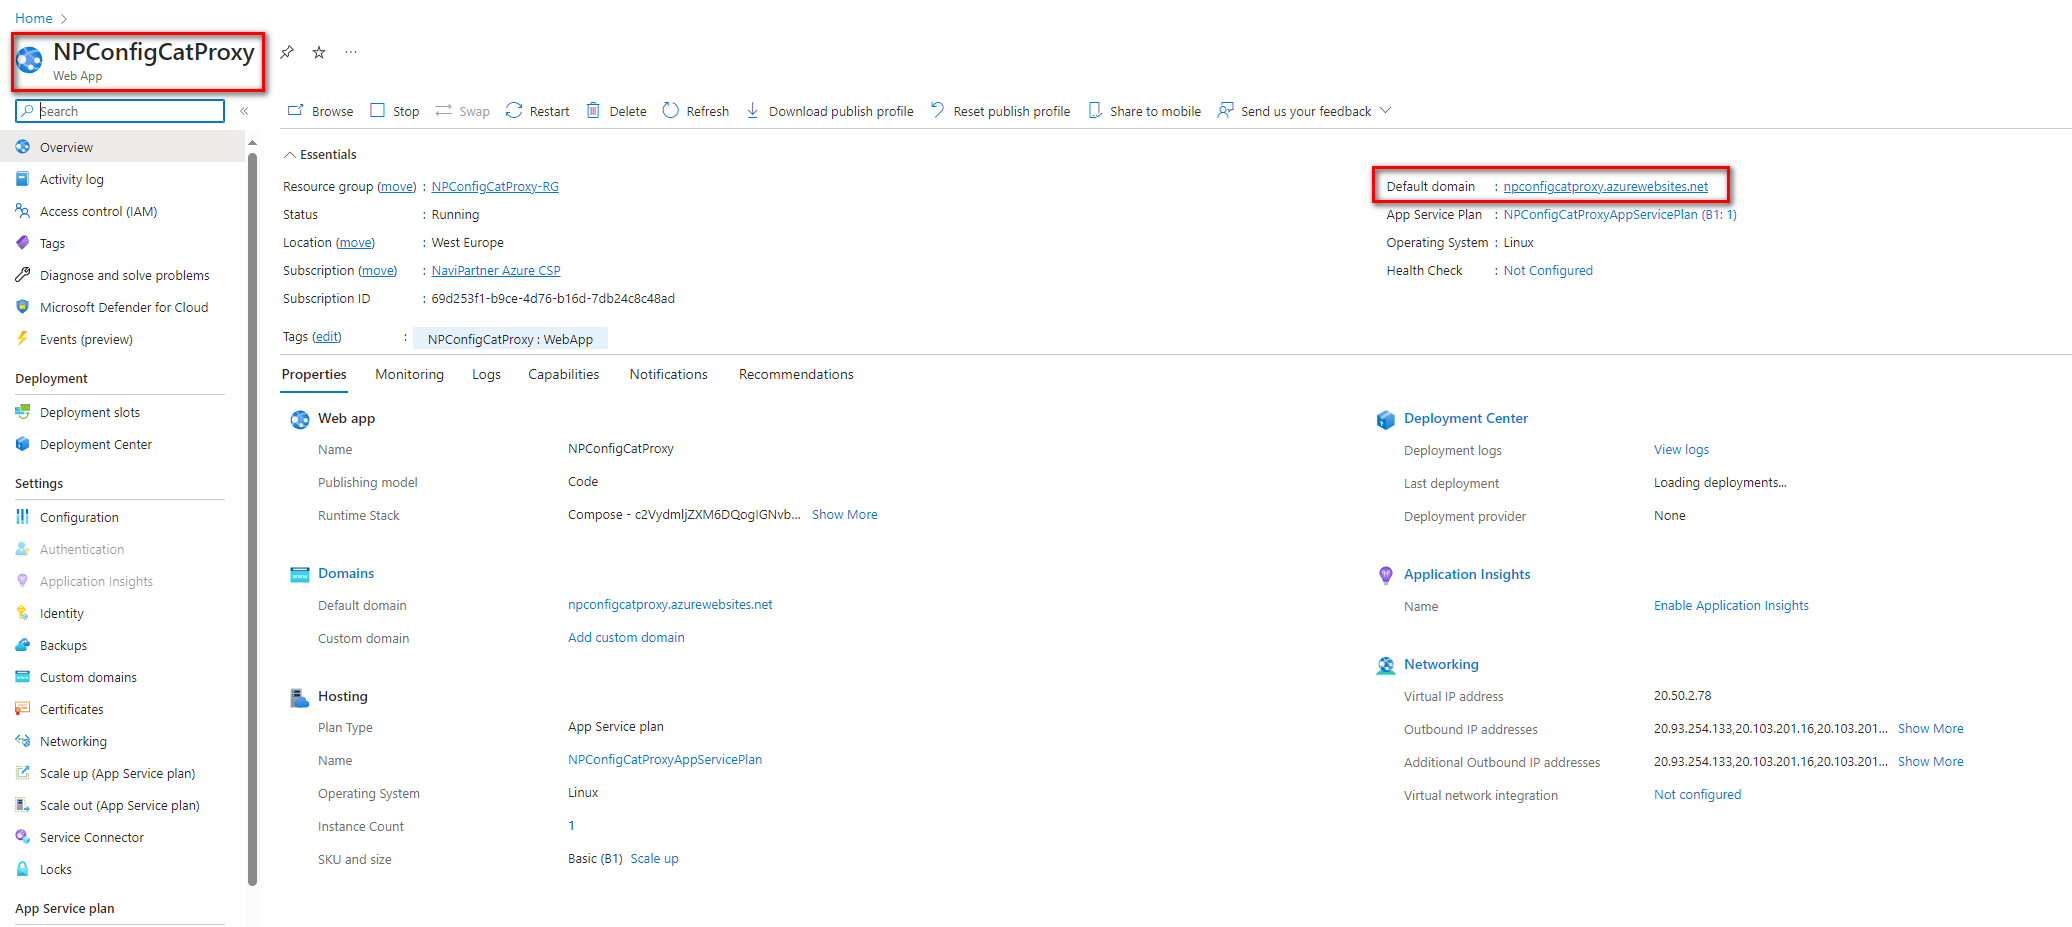 Home
NPConfigCatProxy
Web App
Search
Browse Stop Swap Restart Delete Refresh Download publish profile Reset publish profile Share to mobile Send us your feedback
Overview
Activity log
Access control (IAM)
Tags
Diagnose and solve problems
Microsoft Defender for Cloud
Events (preview)
Deployment
Deployment slots
Deployment Center
Settings
Configuration
Authentication
Application Insights
Identity
Backups
Custom domains
Certificates
Networking
Scale up (App Service plan)
Scale out (App Service plan)
Service Connector
Locks
App Service plan
Essentials
Resource group (move) : NPConfigCatProxy-RG
Status : Running
Location (move) : West Europe
Subscription (move) : NaviPartner Azure CSP
Subscription ID : 69d253f1-b9ce-4d76-b16d-7db24c8c48ad
Default domain : npconfigcatproxy.azurewebsites.net
App Service Plan : NPConfigCatProxyAppServicePlan (B1: 1)
Operating System : Linux
Health Check : Not Configured
Tags (edit) : NPConfigCatProxy : WebApp
Properties Monitoring Logs Capabilities Notifications Recommendations
Web app
Name NPConfigCatProxy
Publishing model Code
Runtime Stack Compose - c2VydmljZXM6DQogIGNvb... Show More
Domains
Default domain npconfigcatproxy.azurewebsites.net
Custom domain Add custom domain
Hosting
Plan Type App Service plan
Name NPConfigCatProxyAppServicePlan
Operating System Linux
Instance Count 1
SKU and size Basic (B1) Scale up
Deployment Center
Deployment logs View logs
Last deployment Loading deployments...
Deployment provider None
Application Insights
Name Enable Application Insights
Networking
Virtual IP address 20.50.2.78
Outbound IP addresses 20.93.254.133,20.103.201.16,20.103.201... Show More
Additional Outbound IP addresses 20.93.254.133,20.103.201.16,20.103.201... Show More
Virtual network integration Not configured